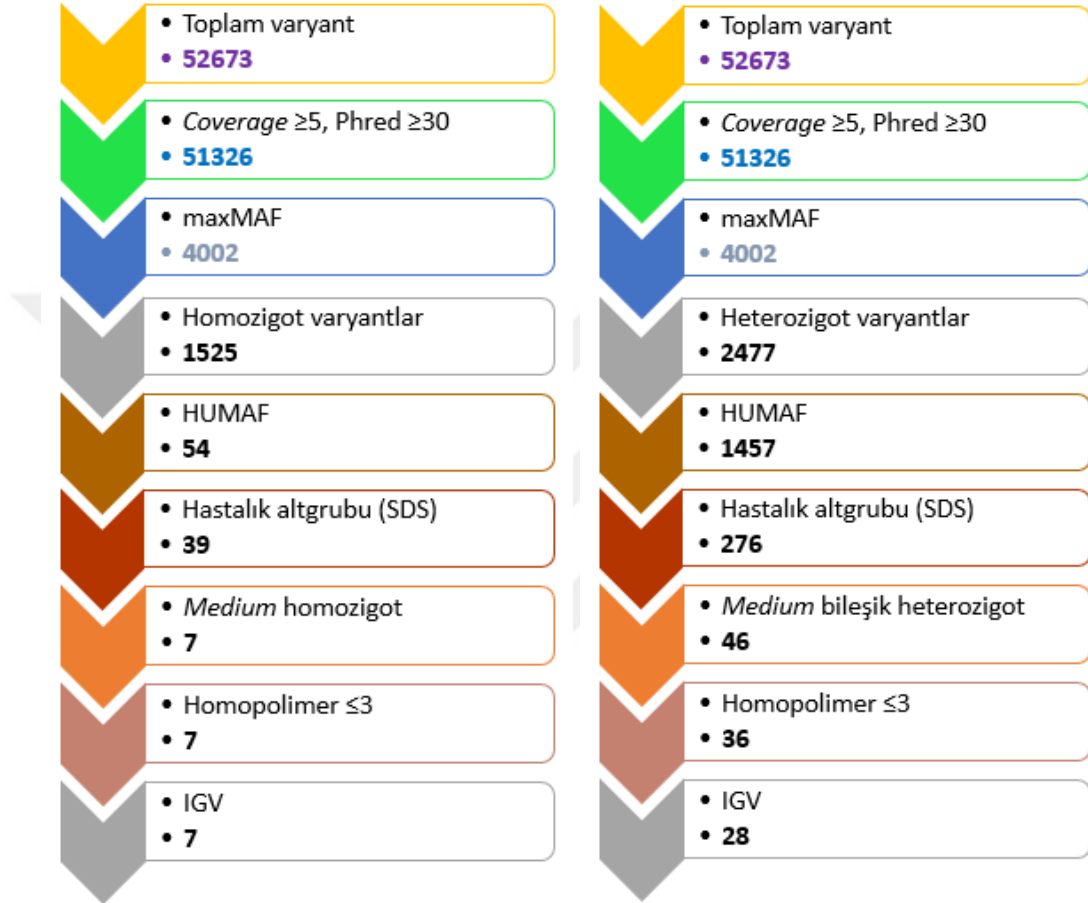 • Toplam varyant
• 52673
• Coverage ≥5, Phred ≥30
• 51326
• maxMAF
• 4002
• Homozigot varyantlar
• 1525
• HUMAF
• 54
• Hastalık altgrubu (SDS)
• 39
• Medium homozigot
• 7
• Homopolimer ≤3
• 7
• IGV
• 7
• Toplam varyant
• 52673
• Coverage ≥5, Phred ≥30
• 51326
• maxMAF
• 4002
• Heterozigot varyantlar
• 2477
• HUMAF
• 1457
• Hastalık altgrubu (SDS)
• 276
• Medium bileşik heterozigot
• 46
• Homopolimer ≤3
• 36
• IGV
• 28